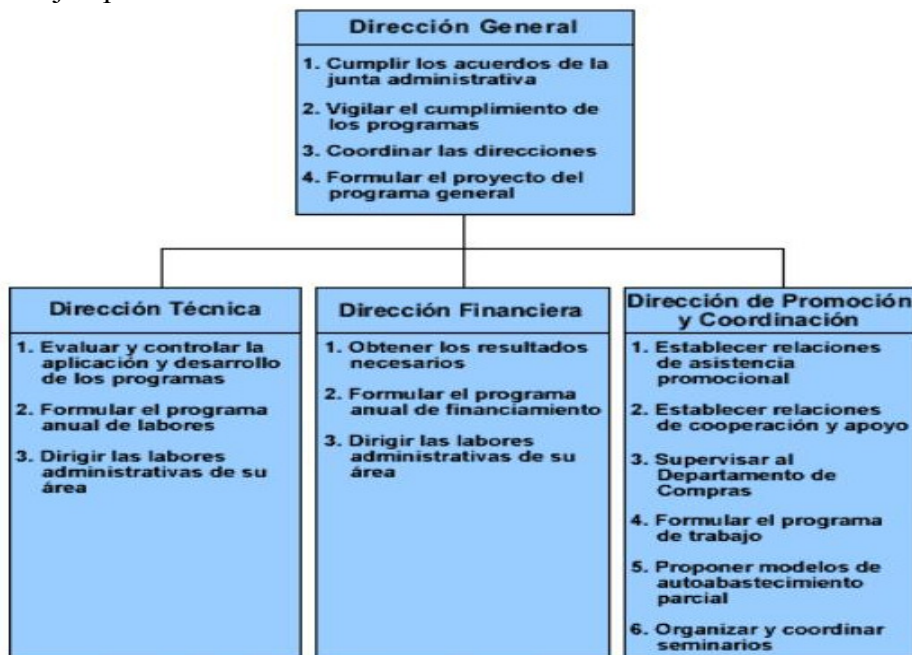 Dirección General
1. Cumplir los acuerdos de la
junta administrativa
2. Vigilar el cumplimiento de
los programas
3. Coordinar las direcciones
4. Formular el proyecto del
programa general
Dirección Técnica
1. Evaluar y controlar la
aplicación y desarrollo
de los programas
2. Formular el programa
anual de labores
3. Dirigir las labores
administrativas de su
área
Dirección Financiera
1. Obtener los resultados
necesarios
2. Formular el programa
anual de financiamiento
3. Dirigir las labores
administrativas de su
área
Dirección de Promoción
y Coordinación
1. Establecer relaciones
de asistencia
promocional
2. Establecer relaciones
de cooperación y apoyo
3. Supervisar al
Departamento de
Compras
4. Formular el programa
de trabajo
5. Proponer modelos de
autoabastecimiento
parcial
6. Organizar y coordinar
seminarios